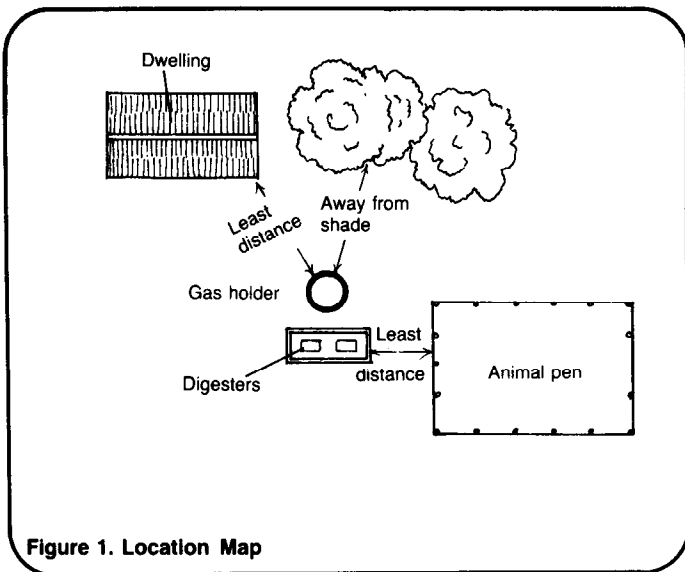 Dwelling
Least
distance
Away from
shade
Gas holder
Least
distance
Digesters
Animal pen
Figure 1. Location Map